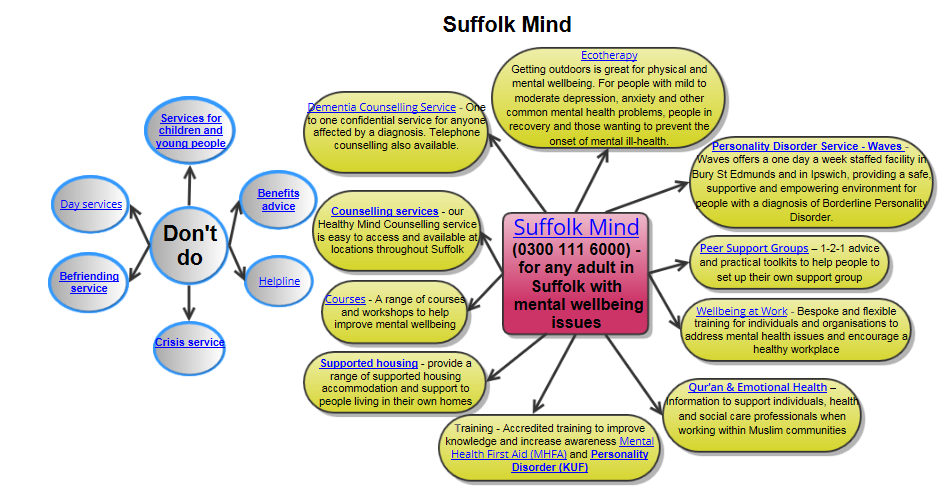 Suffolk Mind
Services for
children and
young people
Day services
Benefits
advice
Don't
do
Befriending
service
Helpline
Crisis service
Ecotherapy
Getting outdoors is great for physical and
mental wellbeing. For people with mild to
moderate depression, anxiety and other
common mental health problems, people in
recovery and those wanting to prevent the
onset of mental ill-health.
Dementia Counselling Service - One
to one confidential service for anyone
affected by a diagnosis. Telephone
counselling also available.
Personality Disorder Service - Waves -
Waves offers a one day a week staffed facility in
Bury St Edmunds and in Ipswich, providing a safe,
supportive and empowering environment for
people with a diagnosis of Borderline Personality
Disorder.
Counselling services - our
Healthy Mind Counselling service
is easy to access and available at
locations throughout Suffolk
Suffolk Mind
(0300 111 6000) -
for any adult in
Suffolk with
mental wellbeing
issues
Peer Support Groups – 1-2-1 advice
and practical toolkits to help people to
set up their own support group
Courses - A range of courses
and workshops to help
improve mental wellbeing
Wellbeing at Work - Bespoke and flexible
training for individuals and organisations to
address mental health issues and encourage a
healthy workplace
Supported housing - provide a
range of supported housing
accommodation and support to
people living in their own homes
Qur'an & Emotional Health –
Information to support individuals, health
and social care professionals when
working within Muslim communities
Training - Accredited training to improve
knowledge and increase awareness Mental
Health First Aid (MHFA) and Personality
Disorder (KUF)